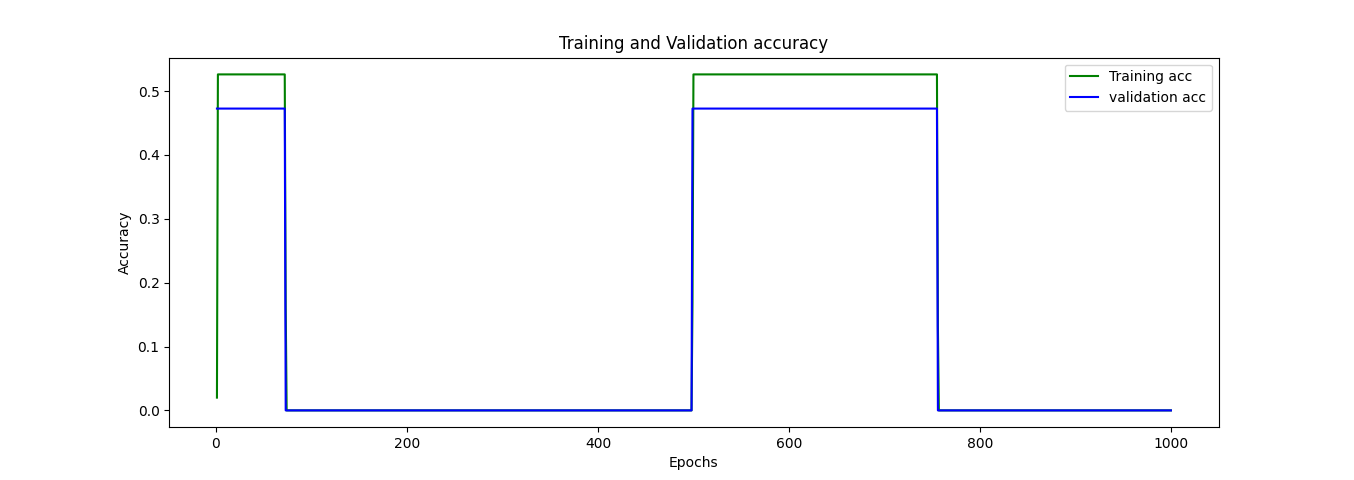 Training and Validation accuracy
Training acc
validation acc
Accuracy
0.5
0.4
0.3
0.2
0.1
0.0
0 200 400 600 800 1000
Epochs